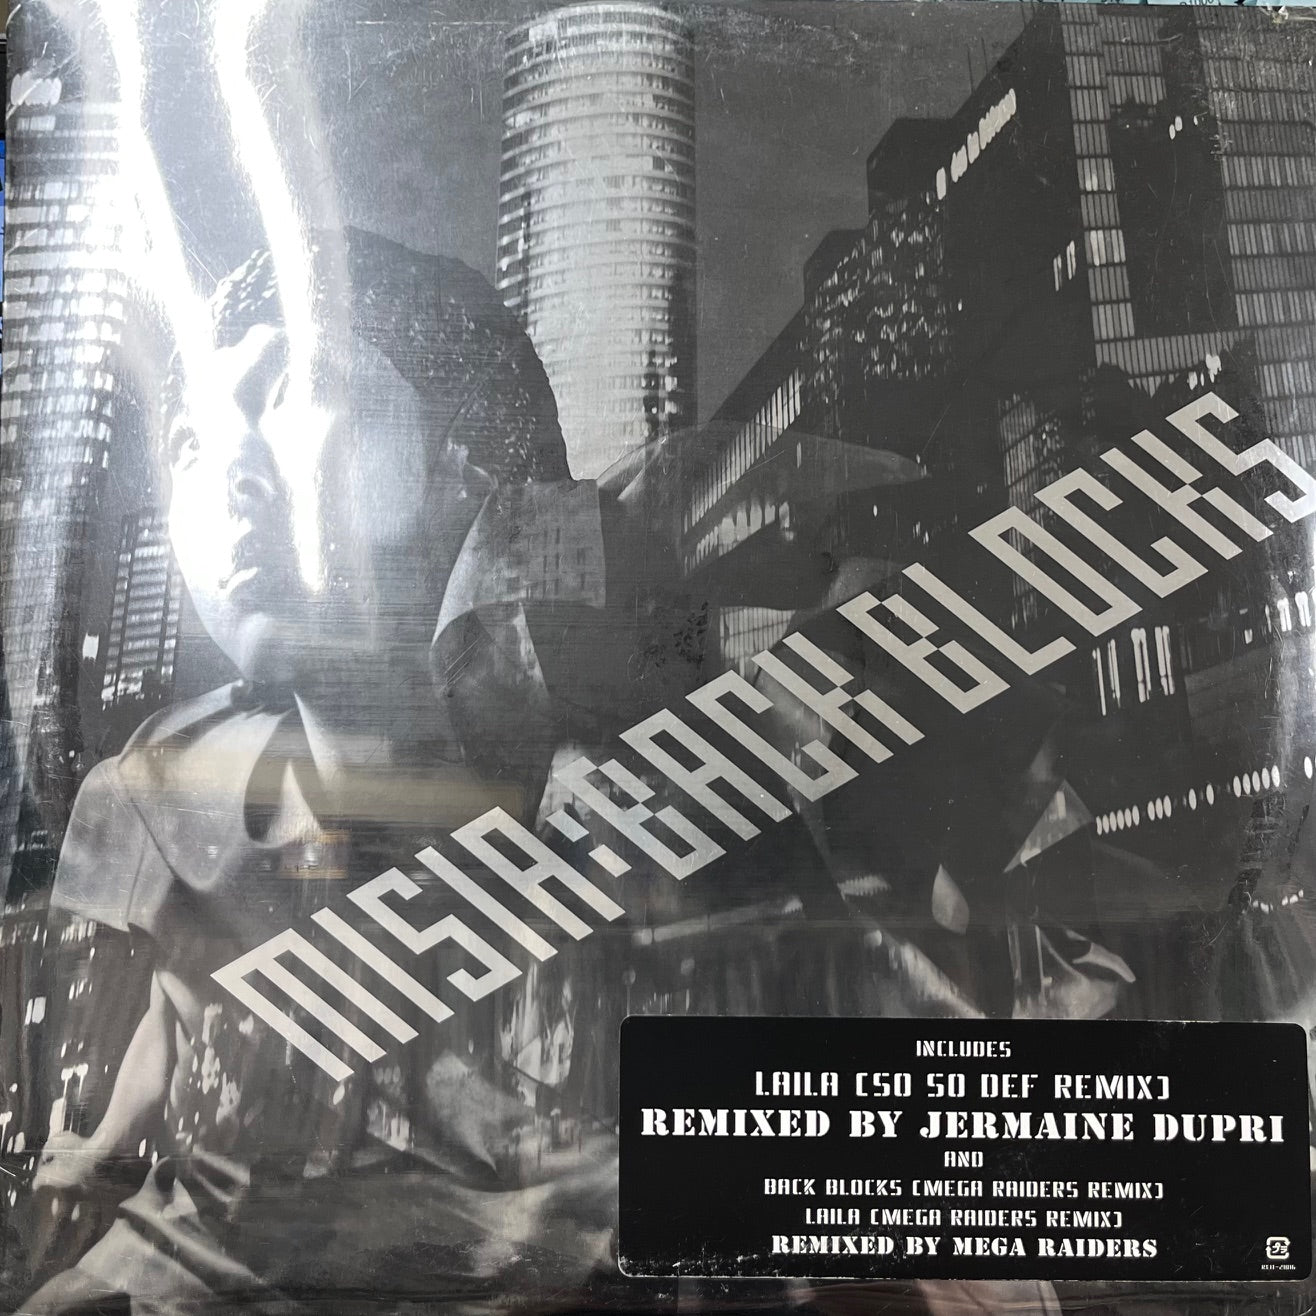 MISIA:BACK BLOCKS
INCLUDES
LAILA [SO SO DEF REMIX]
REMIXED BY JERMAINE DUPRI
AND
BACK BLOCKS [MEGA RAIDERS REMIX]
LAILA [MEGA RAIDERS REMIX]
REMIXED BY MEGA RAIDERS